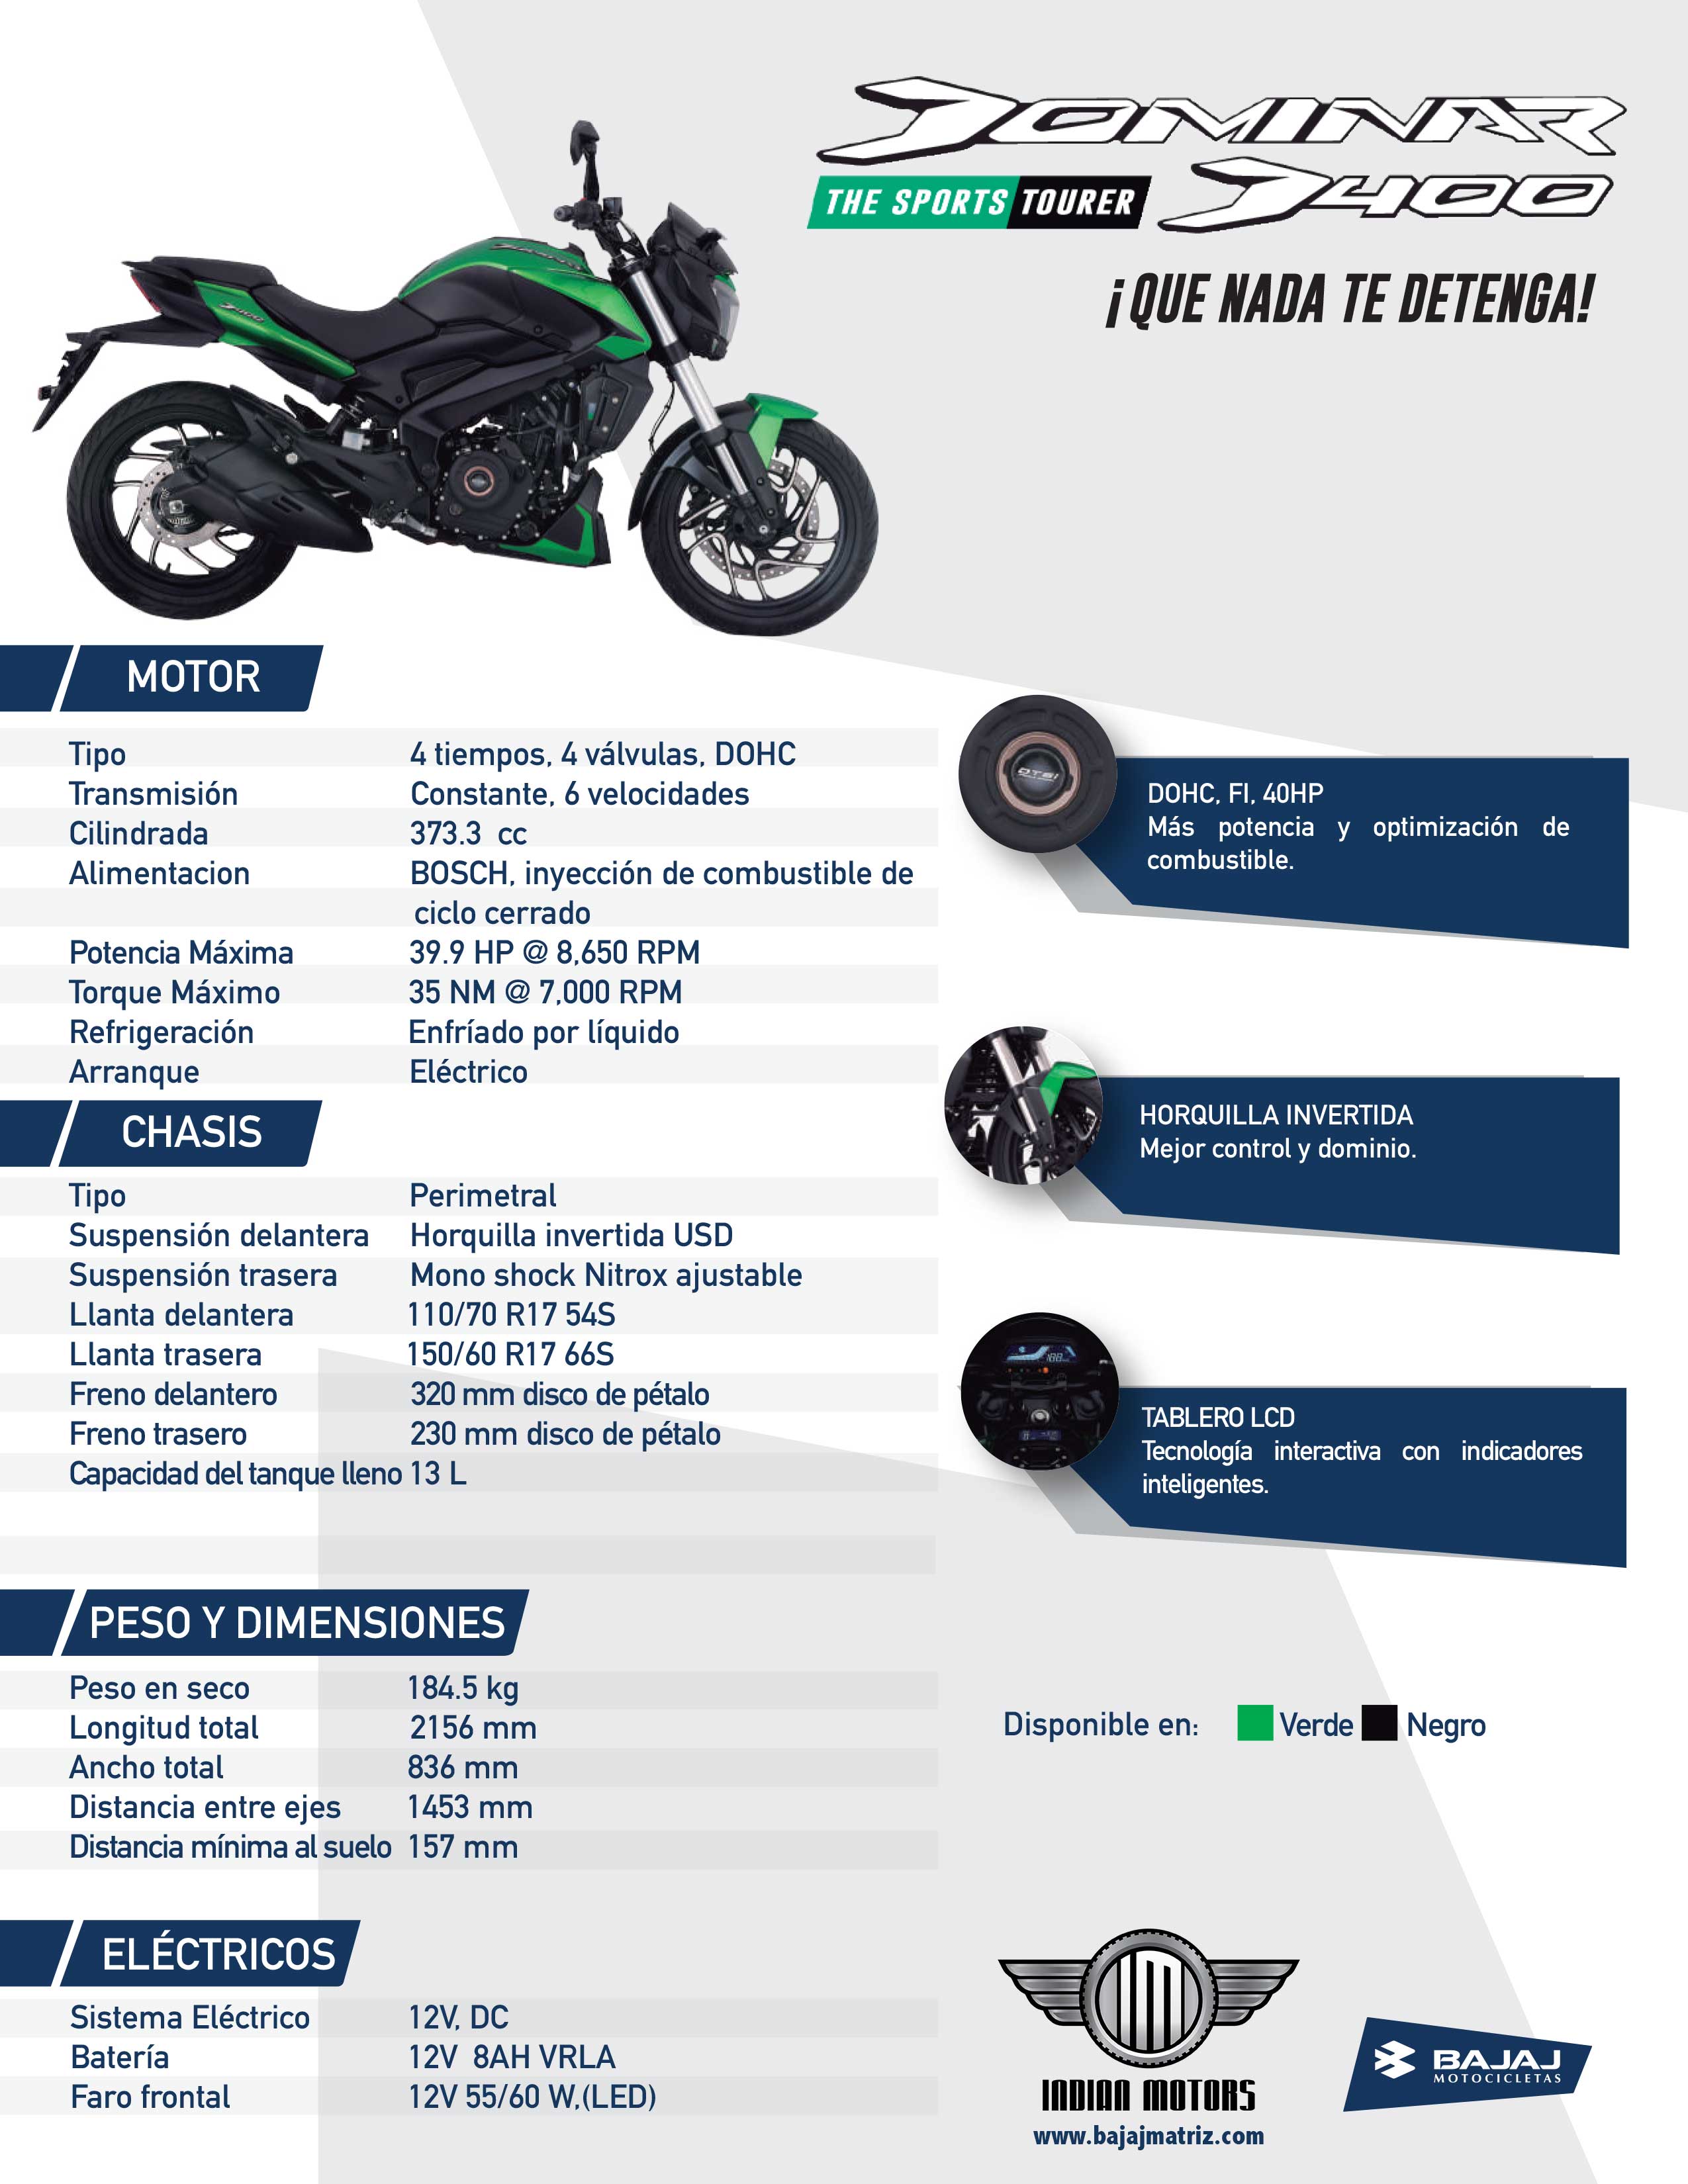 DOMINAR
THE SPORTS TOURER
D400
¡QUE NADA TE DETENGA!
DOMINAR
D400
MOTOR
Tipo 4 tiempos, 4 válvulas, DOHC
Transmisión Constante, 6 velocidades
Cilindrada 373.3 cc
Alimentacion BOSCH, inyección de combustible de
ciclo cerrado
Potencia Máxima 39.9 HP @ 8,650 RPM
Torque Máximo 35 NM @ 7,000 RPM
Refrigeración Enfríado por líquido
Arranque Eléctrico
DTSI
DOHC, FI, 40HP
Más potencia y optimización de
combustible.
CHASIS
Tipo Perimetral
Suspensión delantera Horquilla invertida USD
Suspensión trasera Mono shock Nitrox ajustable
Llanta delantera 110/70 R17 54S
Llanta trasera 150/60 R17 66S
Freno delantero 320 mm disco de pétalo
Freno trasero 230 mm disco de pétalo
Capacidad del tanque lleno 13 L
HORQUILLA INVERTIDA
Mejor control y dominio.
188
TABLERO LCD
Tecnología interactiva con indicadores
inteligentes.
PESO Y DIMENSIONES
Peso en seco 184.5 kg
Longitud total 2156 mm
Ancho total 836 mm
Distancia entre ejes 1453 mm
Distancia mínima al suelo 157 mm
Disponible en: Verde Negro
ELÉCTRICOS
Sistema Eléctrico 12V, DC
Batería 12V 8AH VRLA
Faro frontal 12V 55/60 W,(LED)
IM
INDIAN MOTORS
www.bajajmatriz.com
BAJAJ
MOTOCICLETAS